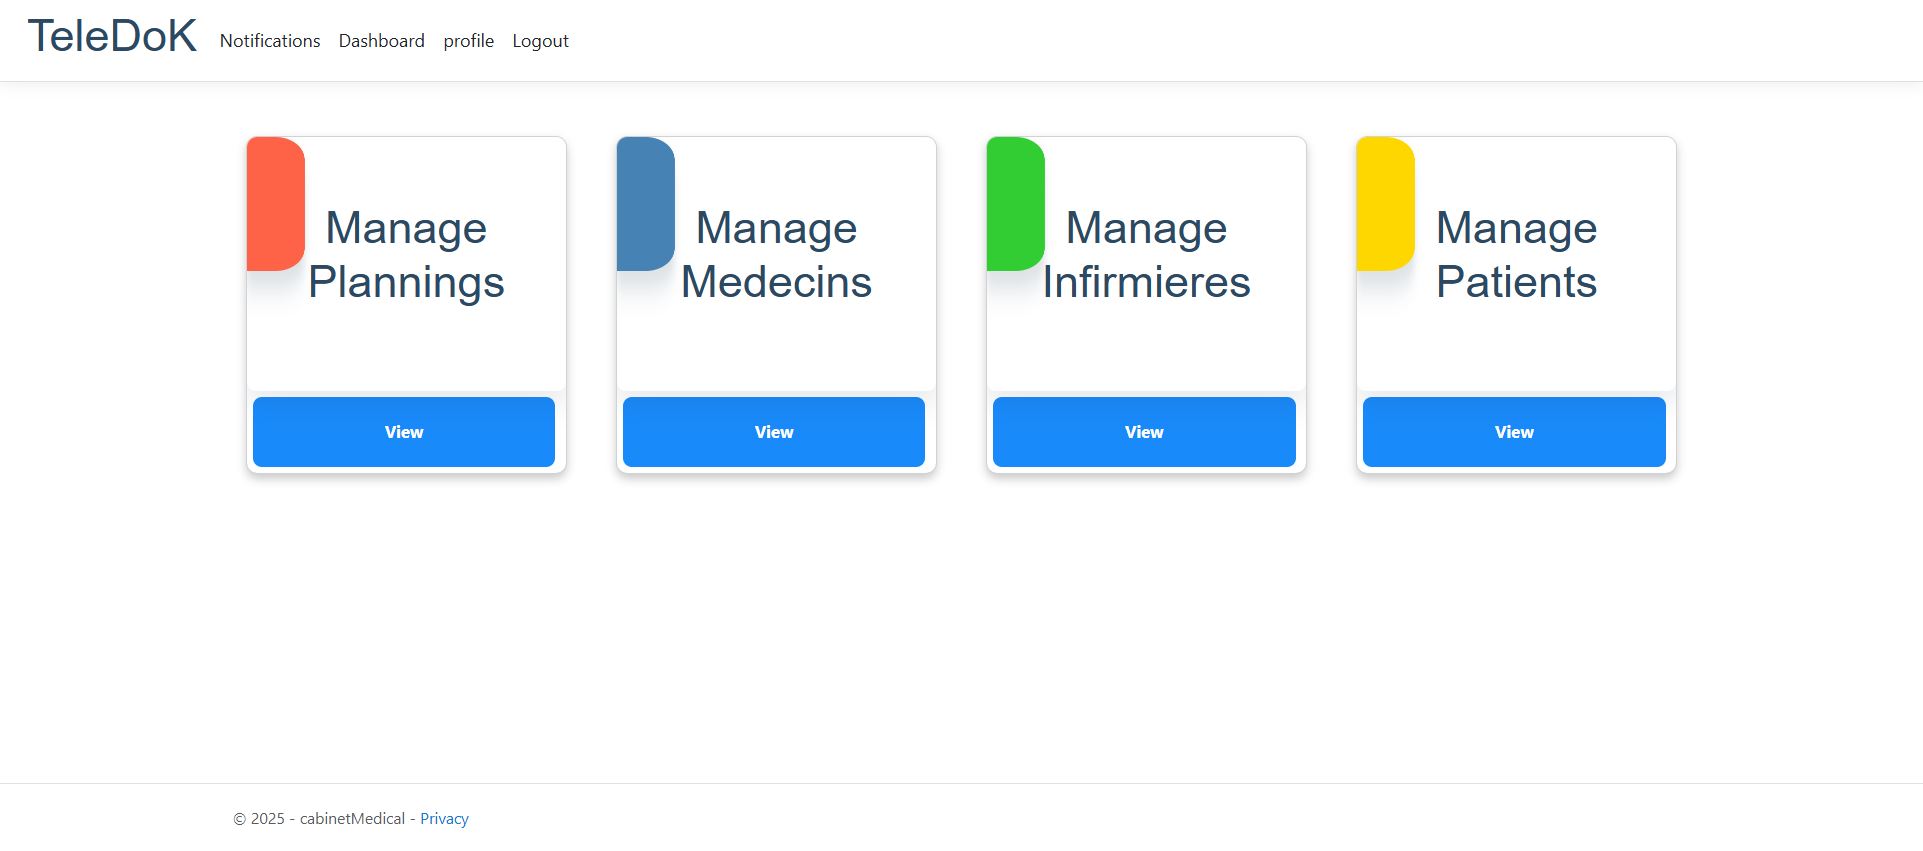 TeleDoK
Notifications Dashboard profile Logout
Manage
Plannings
View
Manage
Medecins
View
Manage
Infirmieres
View
Manage
Patients
View
© 2025 - cabinetMedical - Privacy